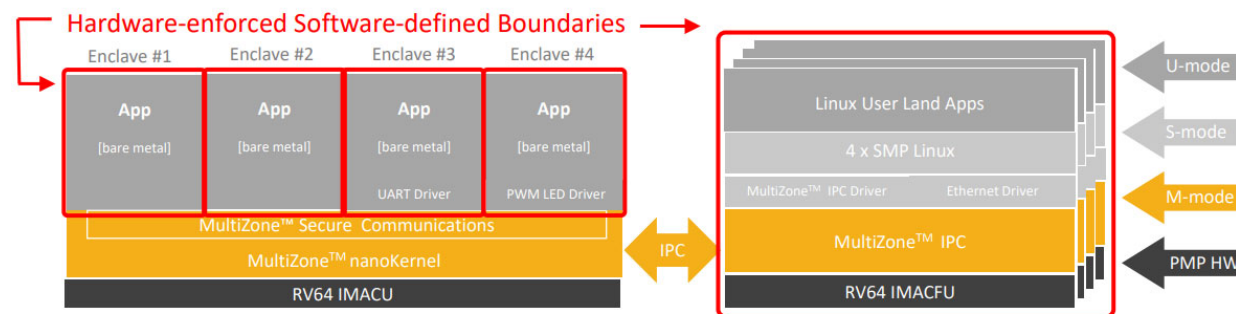 Hardware-enforced Software-defined Boundaries
Enclave #1
Enclave #2
Enclave #3
Enclave #4
App
[bare metal]
App
[bare metal]
App
[bare metal]
UART Driver
App
[bare metal]
PWM LED Driver
MultiZone™ Secure Communications
MultiZone™ nanoKernel
RV64 IMACU
IPC
Linux User Land Apps
4 x SMP Linux
MultiZone™ IPC Driver
Ethernet Driver
MultiZone™ IPC
RV64 IMACFU
U-mode
S-mode
M-mode
PMP HW